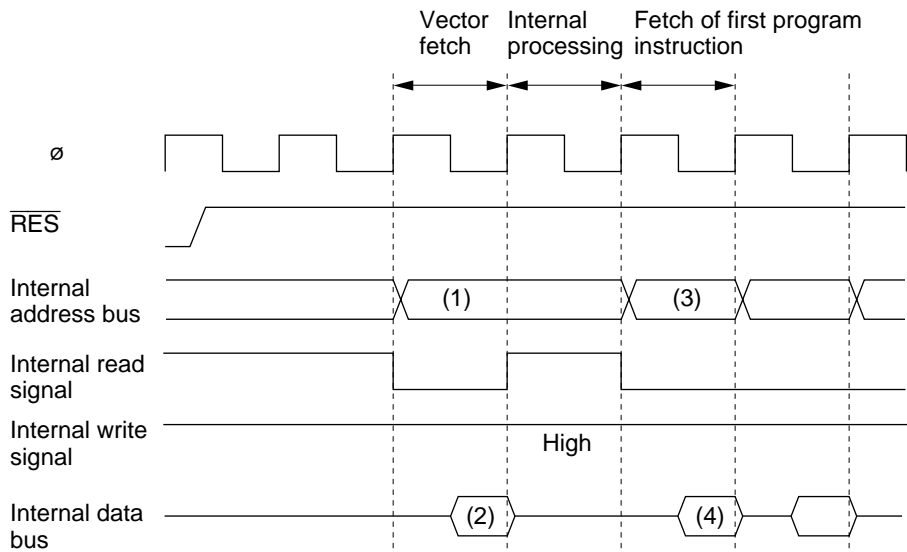 Vector
fetch
Internal
processing
Fetch of first program
instruction
ø
RES
Internal
address bus
(1)
(3)
Internal read
signal
Internal write
signal
High
Internal data
bus
(2)
(4)